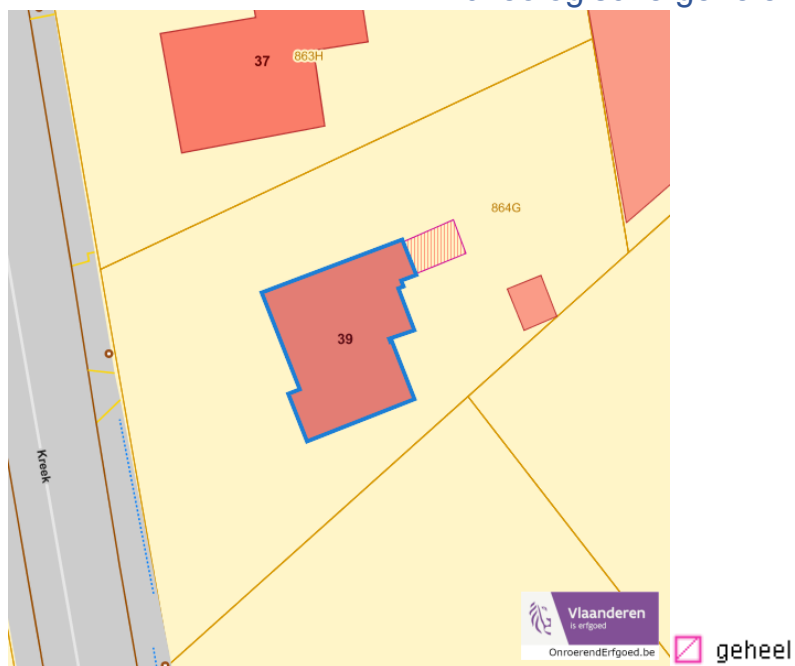 37
863H
864G
39
Kreek
Vlaanderen
is erfgoed
OnroerendErfgoed.be
geheel